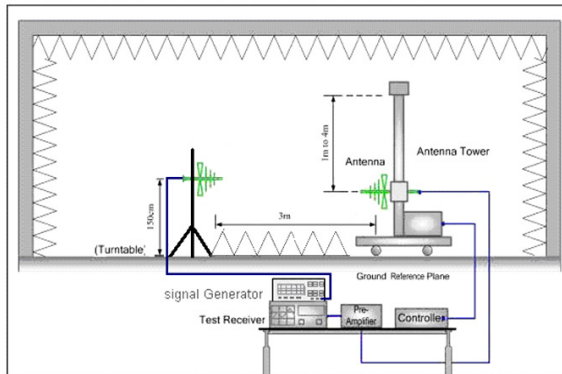 1m to 4m
Antenna Tower
Antenna
150cm
3m
(Turntable)
Ground Reference Plane
signal Generator
Test Receiver
Pre-
Amplifier
Controller